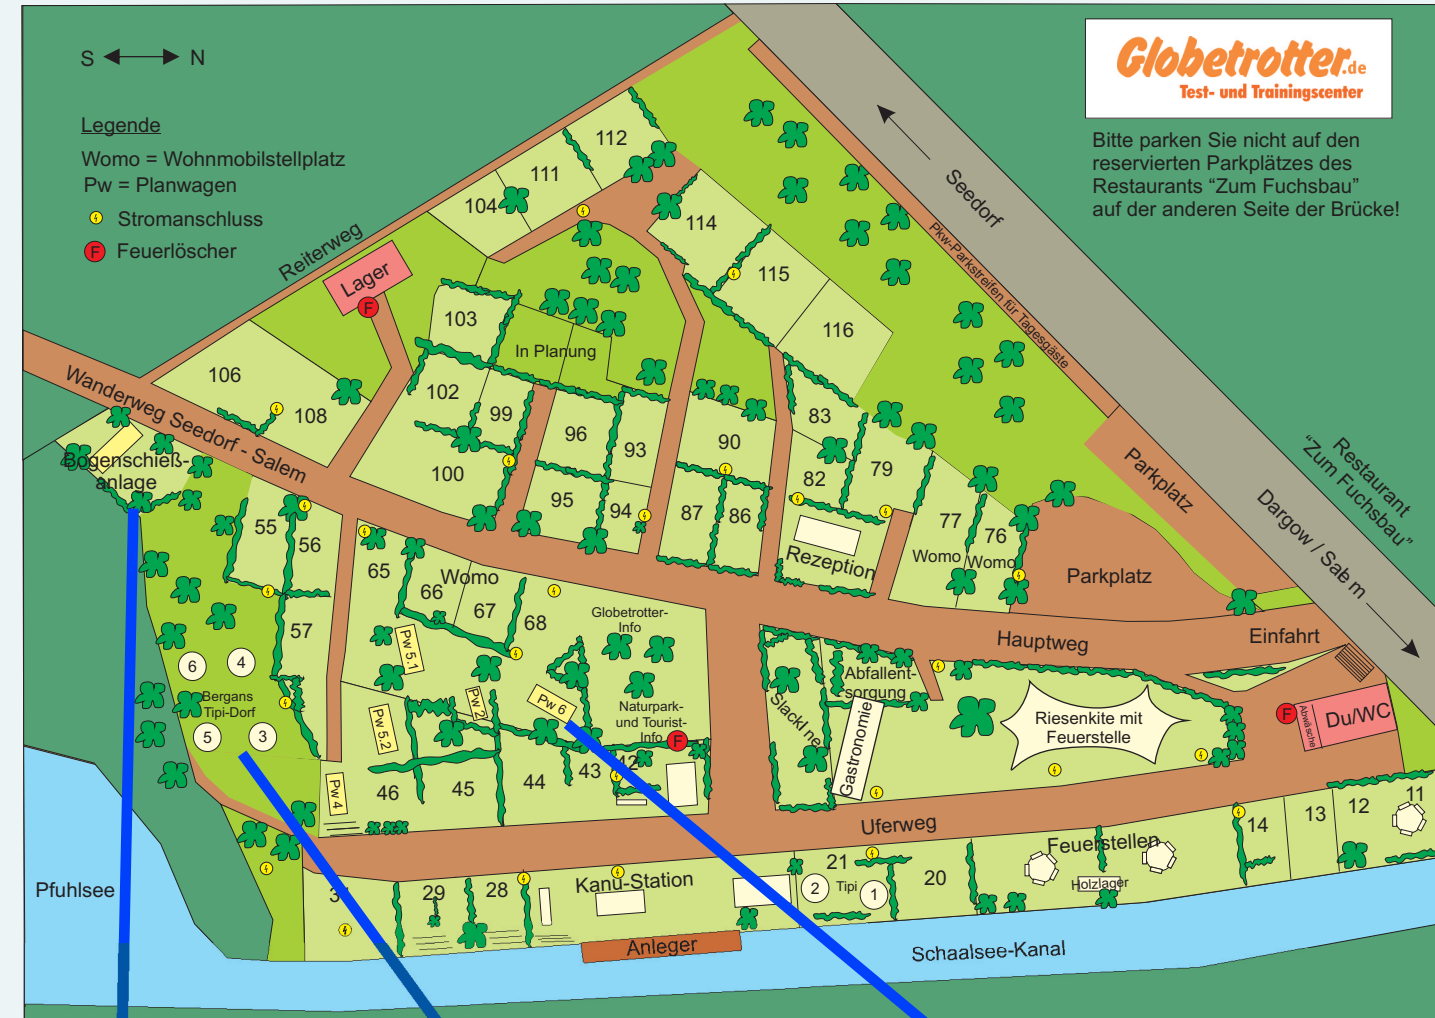 S N
Legende
Womo = Wohnmobilstellplatz
Pw = Planwagen
Stromanschluss
F Feuerlöscher
Globetrotter.de
Test- und Trainingscenter
Bitte parken Sie nicht auf den
reservierten Parkplätzes des
Restaurants “Zum Fuchsbau”
auf der anderen Seite der Brücke!
Seedorf
Pkw-Parkstreifen für Tagesgäste
Reiterweg
Lager
F
112
111
104
114
115
116
103
In Planung
106
108
102
99
100
96
93
95
94
90
87
86
83
82
79
77
Womo
76
Womo
Rezeption
Parkplatz
Parkplatz
Restaurant
"Zum Fuchsbau"
Dargow / Sale m
Wanderweg Seedorf - Salem
Bogenschieß-
anlage
55
56
57
65
Womo
66
67
68
Globetrotter-
Info
Hauptweg
Einfahrt
6
4
Bergans
Tipi-Dorf
5
3
Pw 5.1
Pw 5.2
Pw 2
Pw 6
Pw 4
Naturpark-
und Tourist-
Info
F
46
45
44
43
42
Slackl ne
Abfallent-
sorgung
Gastronomie
Riesenkite mit
Feuerstelle
F
Abwäsche
Du/WC
Uferweg
Feuerstellen
Holzlager
14
13
12
11
29
28
Kanu-Station
21
2
Tipi
1
20
Pfuhlsee
Anleger
Schaalsee-Kanal